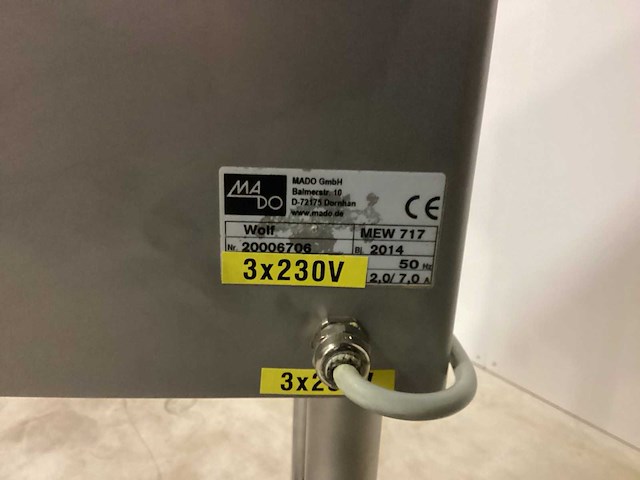 MADO
MADO GmbH
Balmerstr. 10
D-72175 Dornhan
www.mado.de
CE
Wolf MEW 717
Nr. 20006706 Bj. 2014
50 Hz
3x230V
2,0/ 7,0 A